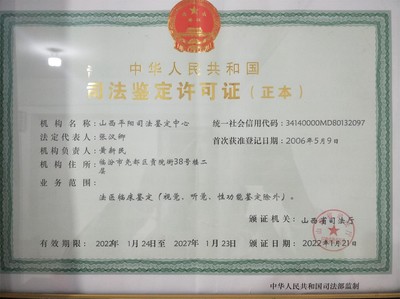 中华人民共和国
司法鉴定许可证（正本）
机构名称：山西平阳司法鉴定中心
统一社会信用代码：34140000MD80132097
法定代表人：张汉卿
首次获准登记日期：2006年5月9日
机构负责人：黄新民
机构住所：临汾市尧都区贡院街38号楼二层
业务范围：
法医临床鉴定「视觉、听觉、性功能鉴定除外」。
颁证机关：山西省司法厅
有效期限：2022年1月24日至2027年1月23日
颁证日期：2022年1月21日
中华人民共和国司法部监制